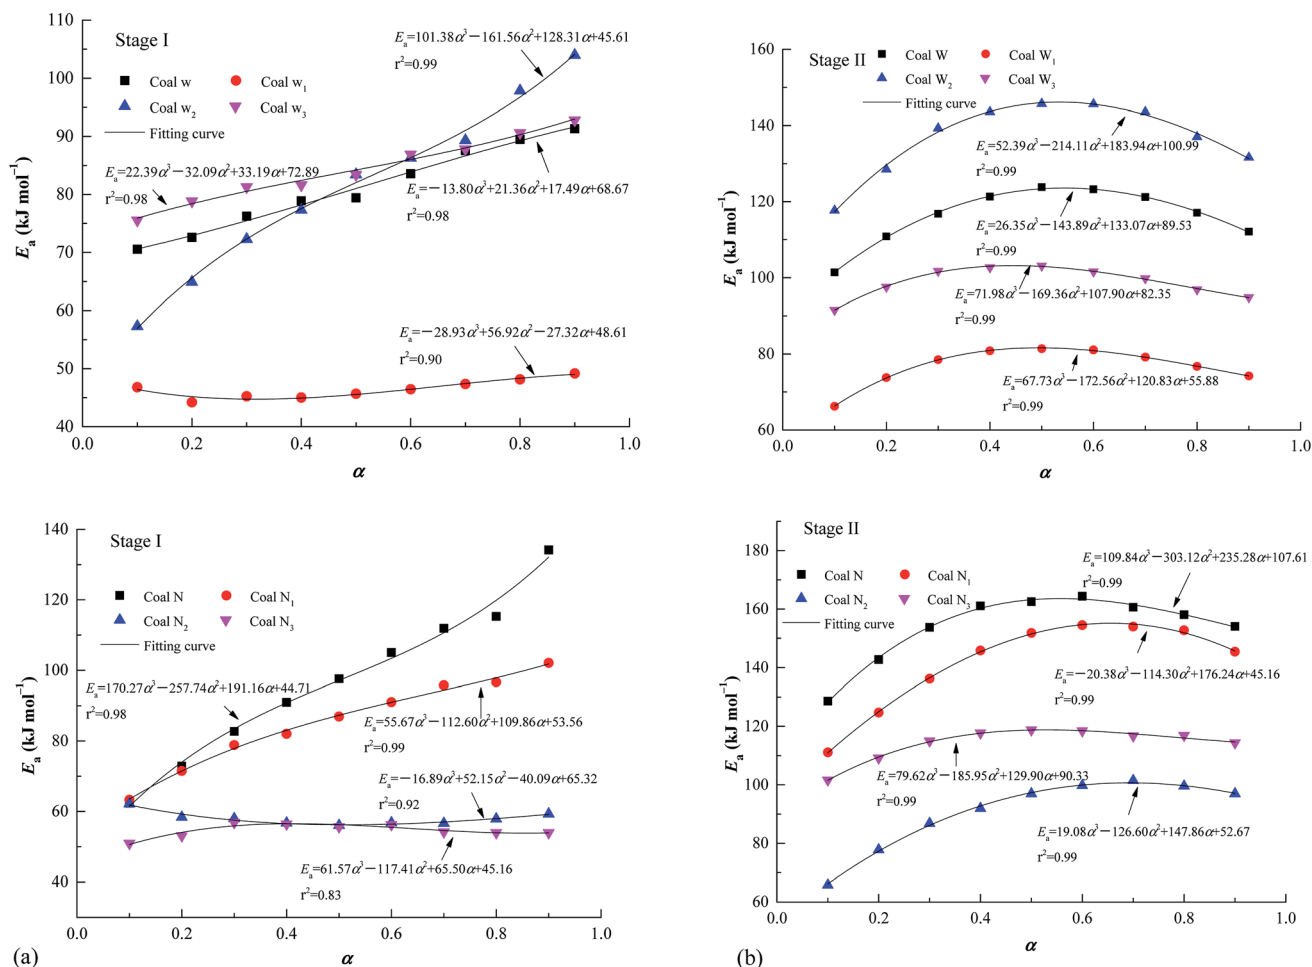 Stage I
Coal w
Coal w1
Coal w2
Coal w3
Fitting curve
Ea=101.38α³−161.56α²+128.31α+45.61
r²=0.99
Ea=22.39α³−32.09α²+33.19α+72.89
r²=0.98
Ea=−13.80α³+21.36α²+17.49α+68.67
r²=0.98
Ea=−28.93α³+56.92α²−27.32α+48.61
r²=0.90
110
100
90
80
70
60
50
40
Ea (kJ mol⁻¹)
0.0 0.2 0.4 0.6 0.8 1.0
α
Stage II
Coal W
Coal W1
Coal W2
Coal W3
Fitting curve
Ea=52.39α³−214.11α²+183.94α+100.99
r²=0.99
Ea=26.35α³−143.89α²+133.07α+89.53
r²=0.99
Ea=71.98α³−169.36α²+107.90α+82.35
r²=0.99
Ea=67.73α³−172.56α²+120.83α+55.88
r²=0.99
160
140
120
100
80
60
Ea (kJ mol⁻¹)
0.0 0.2 0.4 0.6 0.8 1.0
α
Stage I
Coal N
Coal N1
Coal N2
Coal N3
Fitting curve
Ea=170.27α³−257.74α²+191.16α+44.71
r²=0.98
Ea=55.67α³−112.60α²+109.86α+53.56
r²=0.99
Ea=−16.89α³+52.15α²−40.09α+65.32
r²=0.92
Ea=61.57α³−117.41α²+65.50α+45.16
r²=0.83
140
120
100
80
60
40
Ea (kJ mol⁻¹)
0.0 0.2 0.4 0.6 0.8 1.0
α
(a)
Stage II
Coal N
Coal N1
Coal N2
Coal N3
Fitting curve
Ea=109.84α³−303.12α²+235.28α+107.61
r²=0.99
Ea=−20.38α³−114.30α²+176.24α+45.16
r²=0.99
Ea=79.62α³−185.95α²+129.90α+90.33
r²=0.99
Ea=19.08α³−126.60α²+147.86α+52.67
r²=0.99
180
160
140
120
100
80
60
Ea (kJ mol⁻¹)
0.0 0.2 0.4 0.6 0.8 1.0
α
(b)